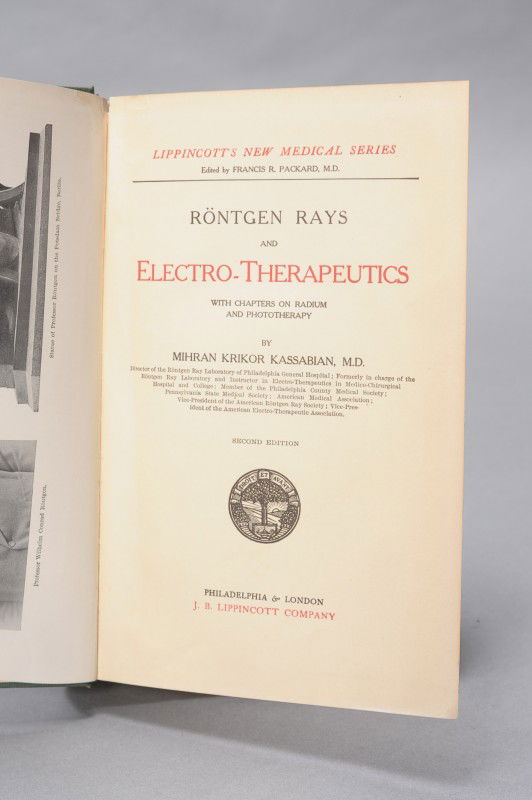 Statue of Professor Röntgen on the Potsdam Bridge, Berlin.
Professor Wilhelm Conrad Röntgen.
LIPPINCOTT'S NEW MEDICAL SERIES
Edited by FRANCIS R. PACKARD, M.D.
RÖNTGEN RAYS
AND
ELECTRO-THERAPEUTICS
WITH CHAPTERS ON RADIUM
AND PHOTOTHERAPY
BY
MIHRAN KRIKOR KASSABIAN, M.D.
Director of the Röntgen Ray Laboratory of Philadelphia General Hospital; Formerly in charge of the
Röntgen Ray Laboratory and Instructor in Electro-Therapeutics in Medico-Chirurgical
Hospital and College; Member of the Philadelphia County Medical Society;
Pennsylvania State Medical Society; American Medical Association;
Vice-President of the American Röntgen Ray Society; Vice-Pres-
ident of the American Electro-Therapeutic Association.
SECOND EDITION
DROIT ET AVANT
PHILADELPHIA & LONDON
J. B. LIPPINCOTT COMPANY